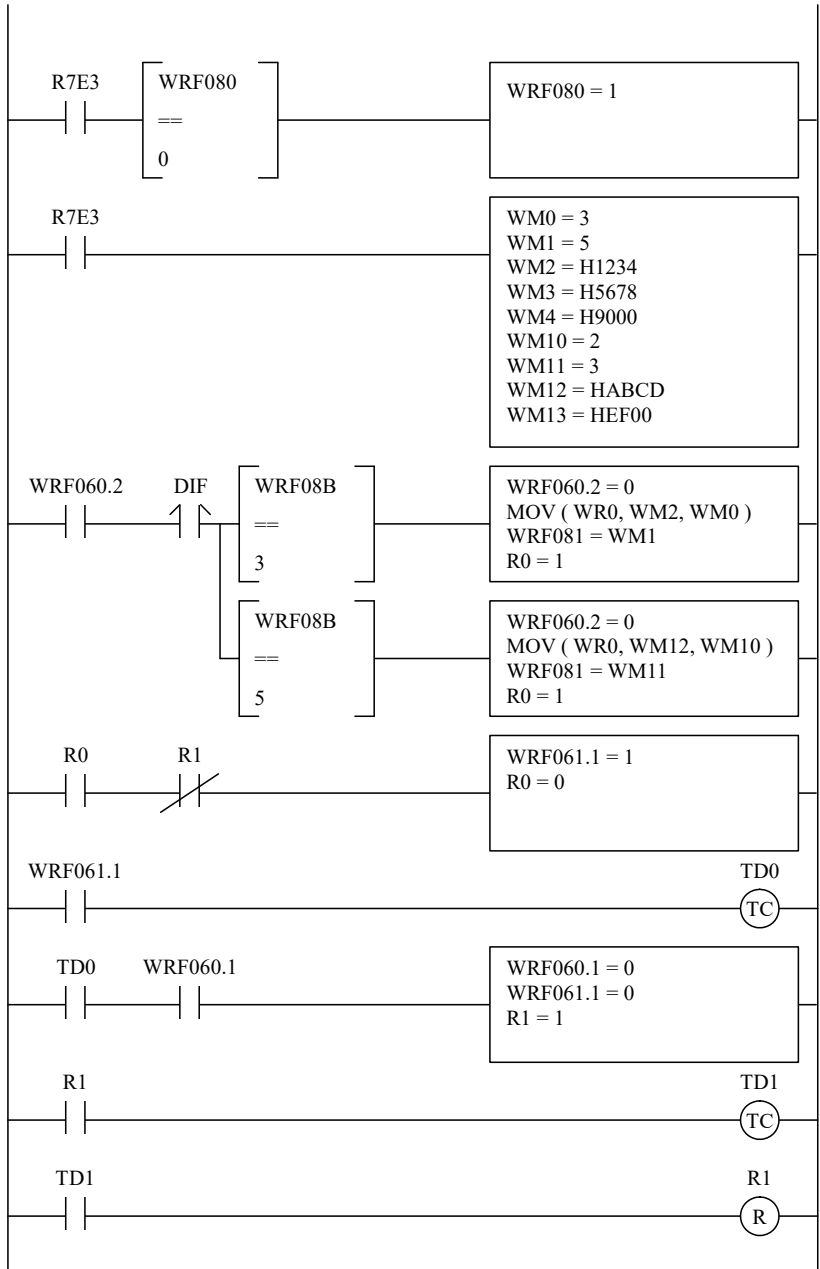 R7E3
WRF080
==
0
WRF080 = 1
R7E3
WM0 = 3
WM1 = 5
WM2 = H1234
WM3 = H5678
WM4 = H9000
WM10 = 2
WM11 = 3
WM12 = HABCD
WM13 = HEF00
WRF060.2 DIF
WRF08B
==
3
WRF060.2 = 0
MOV ( WR0, WM2, WM0 )
WRF081 = WM1
R0 = 1
WRF08B
==
5
WRF060.2 = 0
MOV ( WR0, WM12, WM10 )
WRF081 = WM11
R0 = 1
R0 R1
WRF061.1 = 1
R0 = 0
WRF061.1 TD0
TC
TD0 WRF060.1
WRF060.1 = 0
WRF061.1 = 0
R1 = 1
R1 TD1
TC
TD1 R1
R